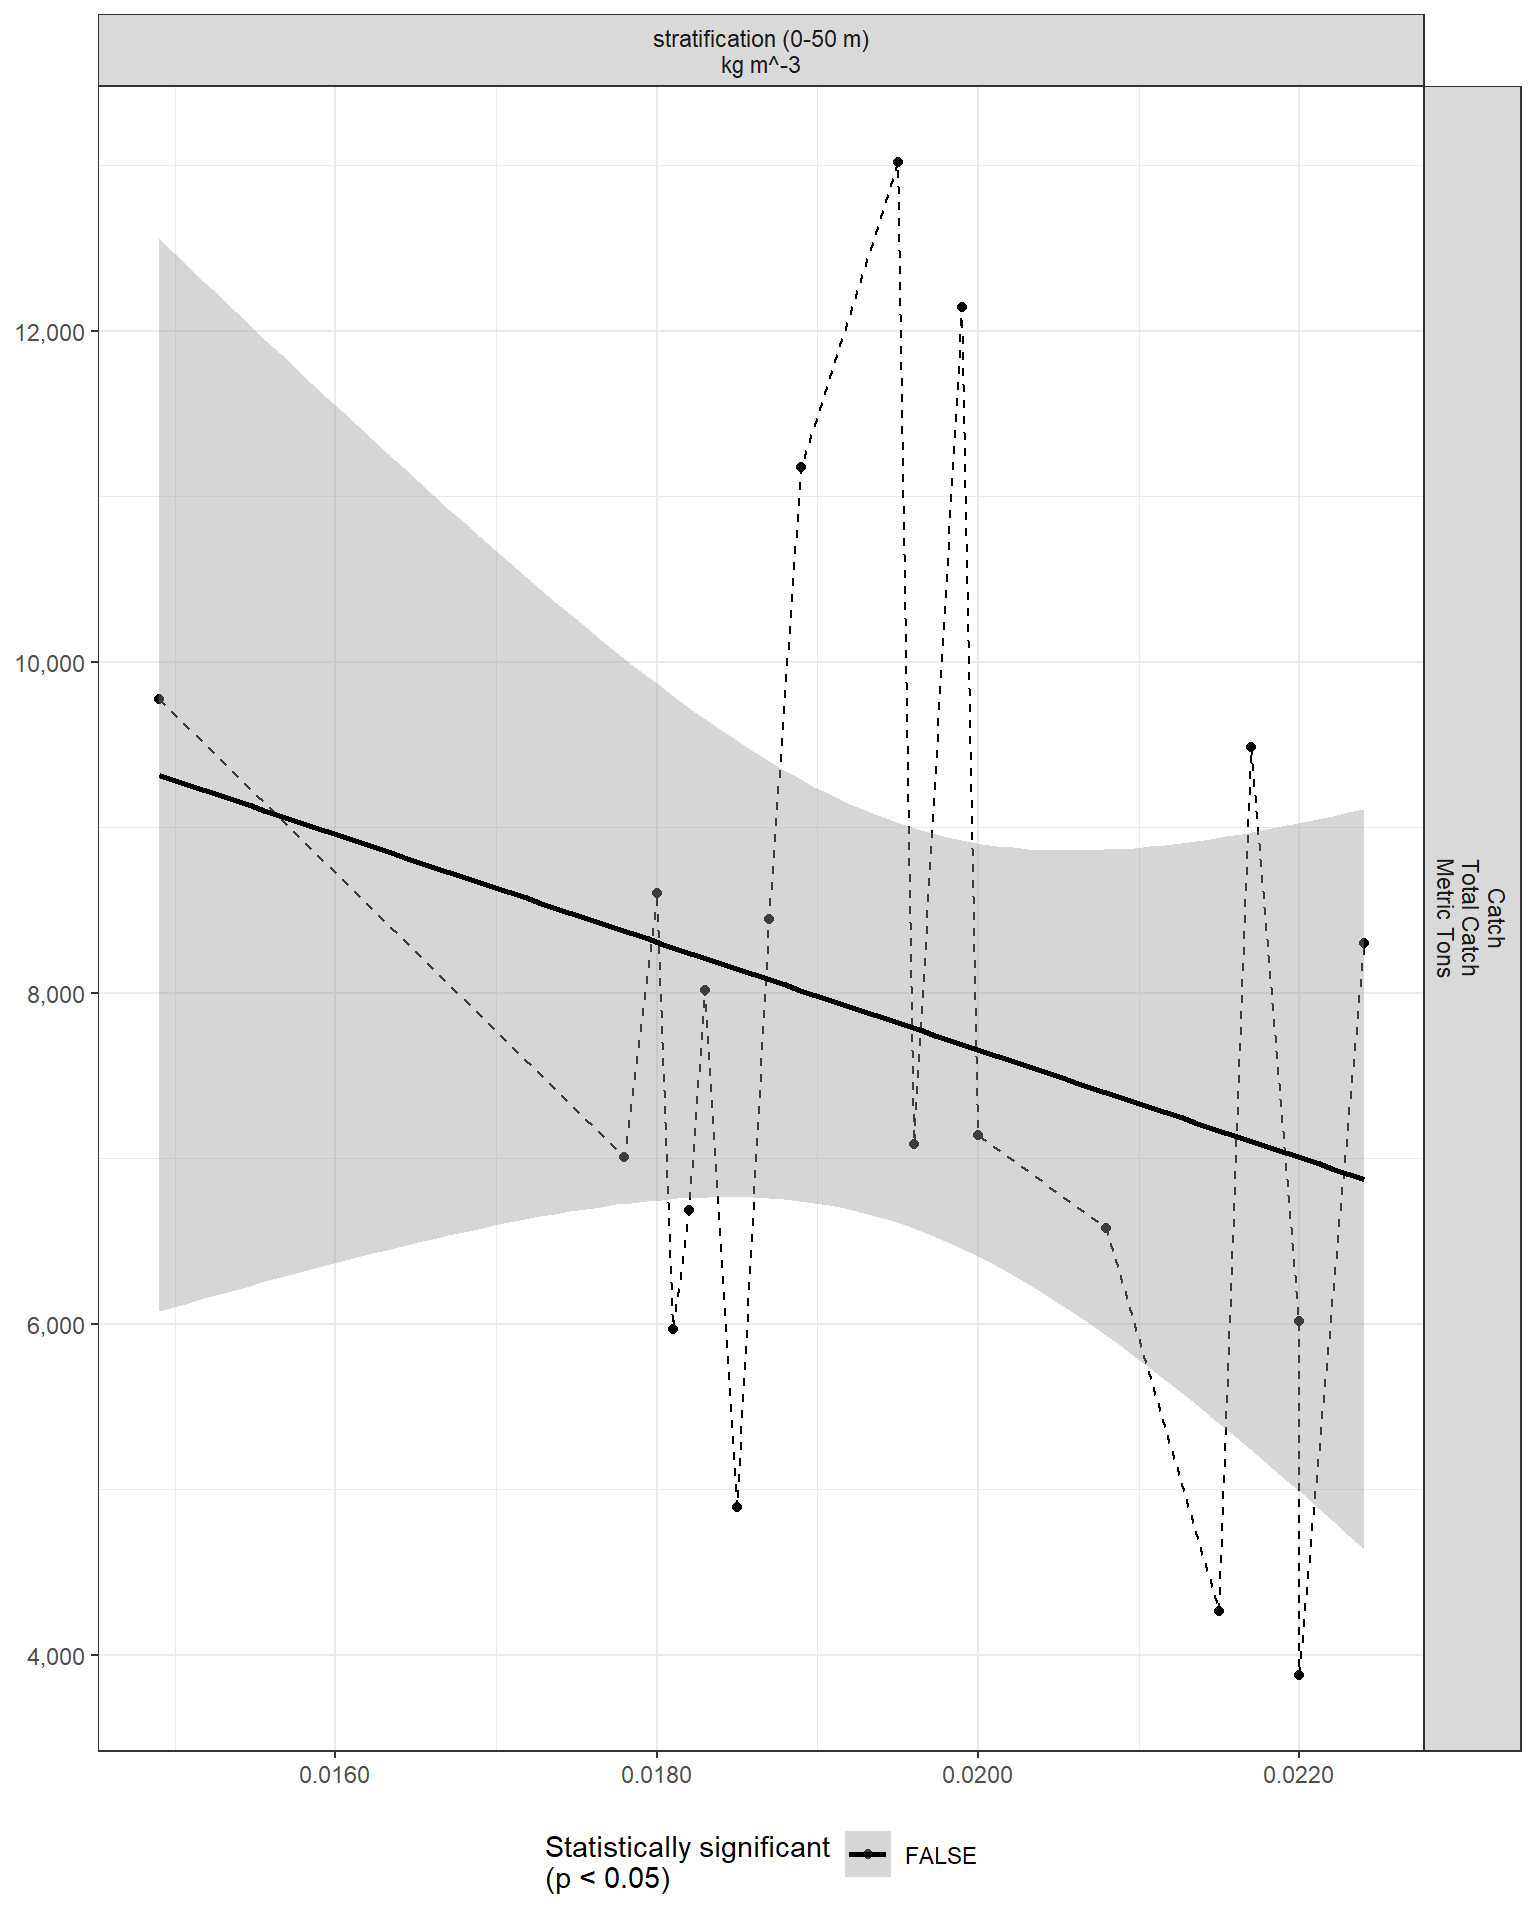 stratification (0-50 m)
kg m^-3
12,000
10,000
8,000
6,000
4,000
Catch
Total Catch
Metric Tons
0.0160
0.0180
0.0200
0.0220
Statistically significant
(p < 0.05)
FALSE